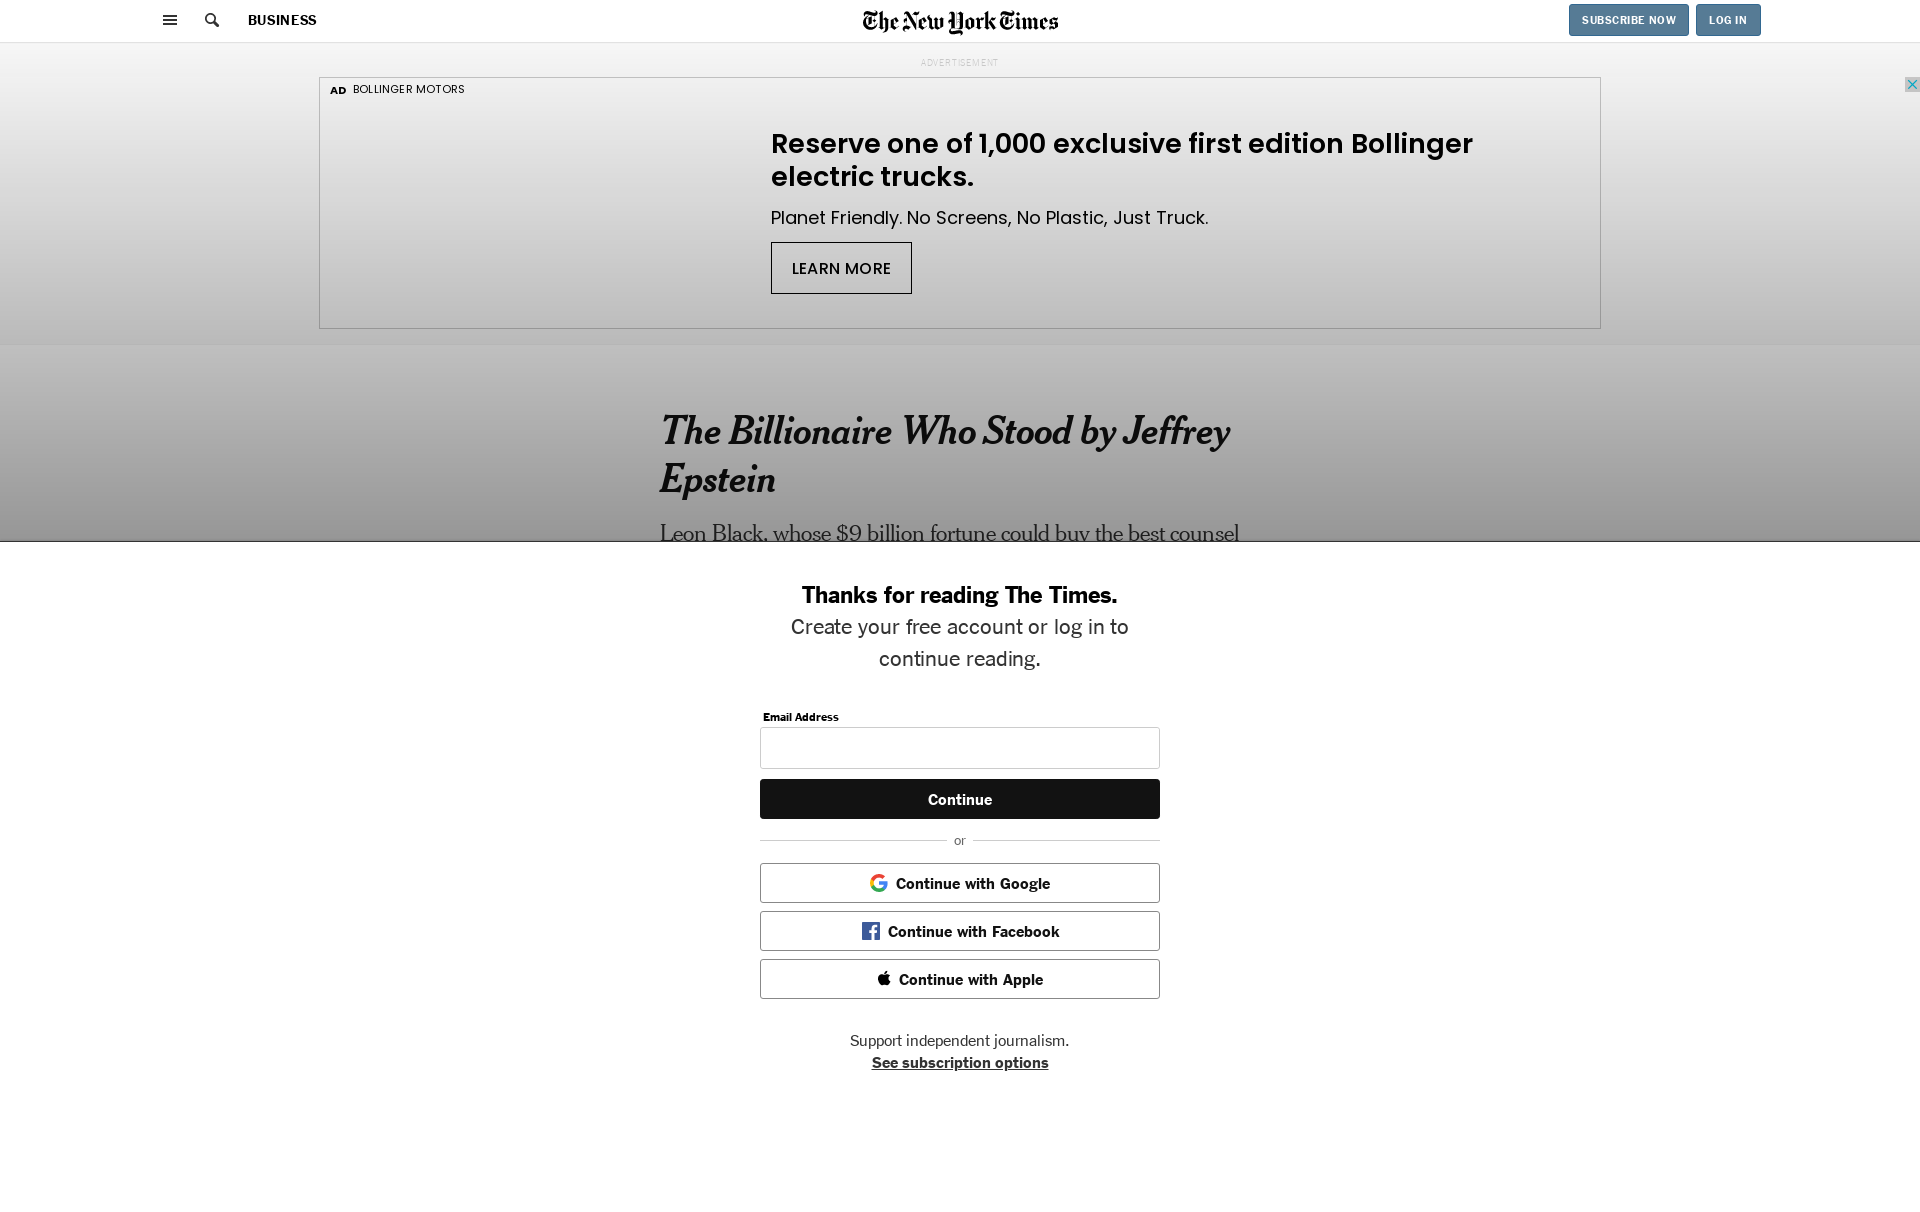 BUSINESS
The New York Times
SUBSCRIBE NOW
LOG IN
ADVERTISEMENT
AD BOLLINGER MOTORS
Reserve one of 1,000 exclusive first edition Bollinger
electric trucks.
Planet Friendly. No Screens, No Plastic, Just Truck.
LEARN MORE
The Billionaire Who Stood by Jeffrey
Epstein
Leon Black, whose $9 billion fortune could buy the best counsel
Thanks for reading The Times.
Create your free account or log in to
continue reading.
Email Address
Continue
or
Continue with Google
Continue with Facebook
Continue with Apple
Support independent journalism.
See subscription options